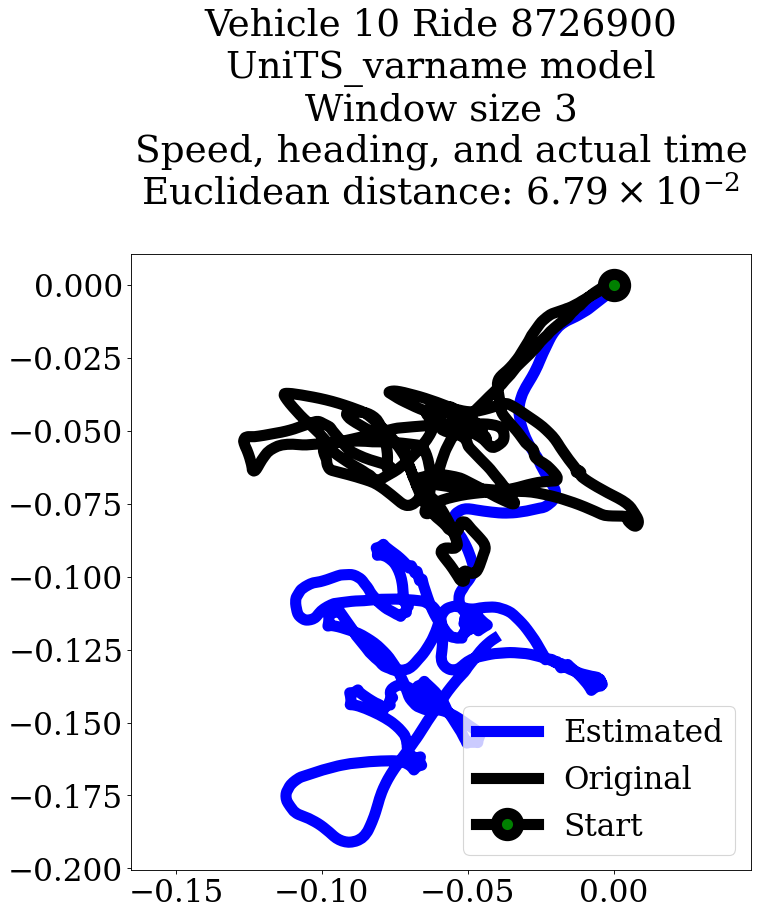 Vehicle 10 Ride 8726900
UniTS_varname model
Window size 3
Speed, heading, and actual time
Euclidean distance: 6.79 × 10⁻²
0.000
−0.025
−0.050
−0.075
−0.100
−0.125
−0.150
−0.175
−0.200
Estimated
Original
Start
−0.15 −0.10 −0.05 0.00